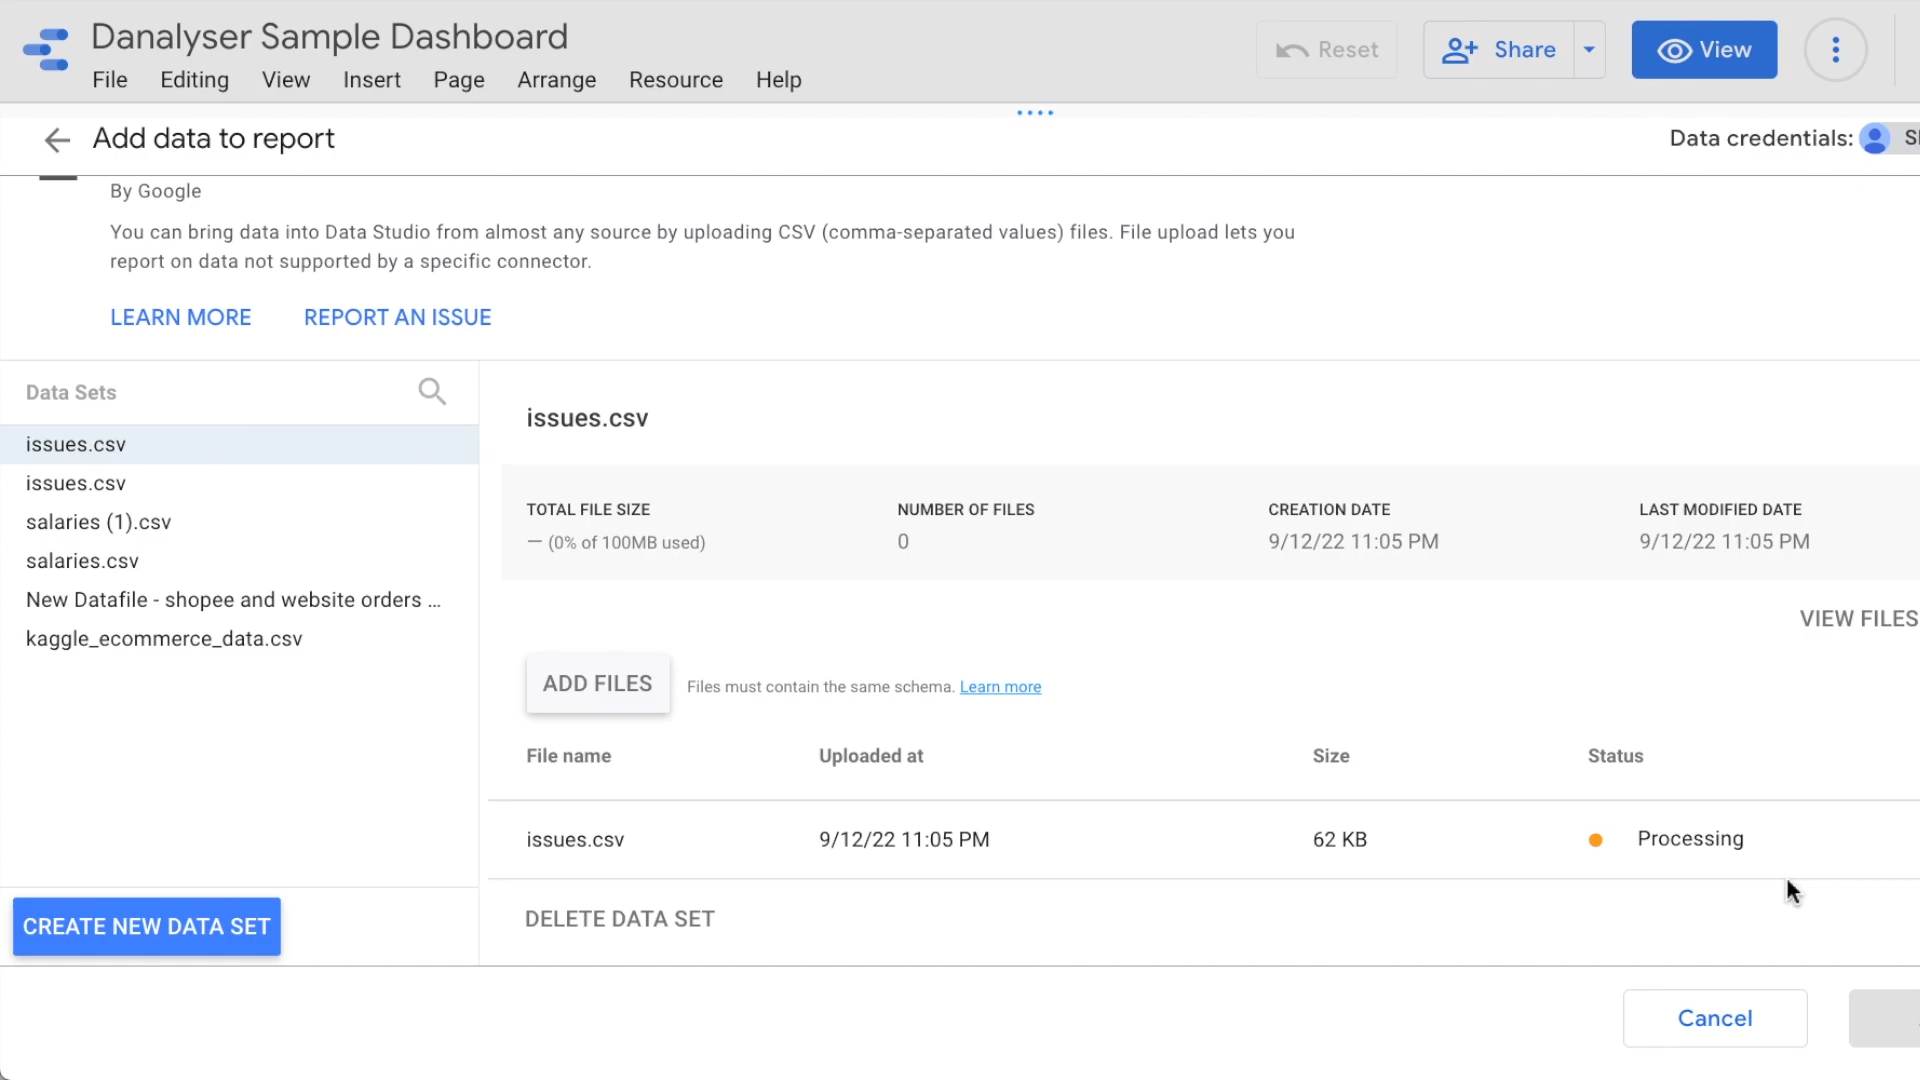 Danalyser Sample Dashboard
File Editing View Insert Page Arrange Resource Help
Reset Share View
Add data to report
Data credentials:
By Google
You can bring data into Data Studio from almost any source by uploading CSV (comma-separated values) files. File upload lets you
report on data not supported by a specific connector.
LEARN MORE REPORT AN ISSUE
Data Sets
issues.csv
issues.csv
salaries (1).csv
salaries.csv
New Datafile - shopee and website orders ...
kaggle_ecommerce_data.csv
CREATE NEW DATA SET
issues.csv
TOTAL FILE SIZE NUMBER OF FILES CREATION DATE LAST MODIFIED DATE
— (0% of 100MB used) 0 9/12/22 11:05 PM 9/12/22 11:05 PM
VIEW FILES
ADD FILES Files must contain the same schema. Learn more
File name Uploaded at Size Status
issues.csv 9/12/22 11:05 PM 62 KB Processing
DELETE DATA SET
Cancel